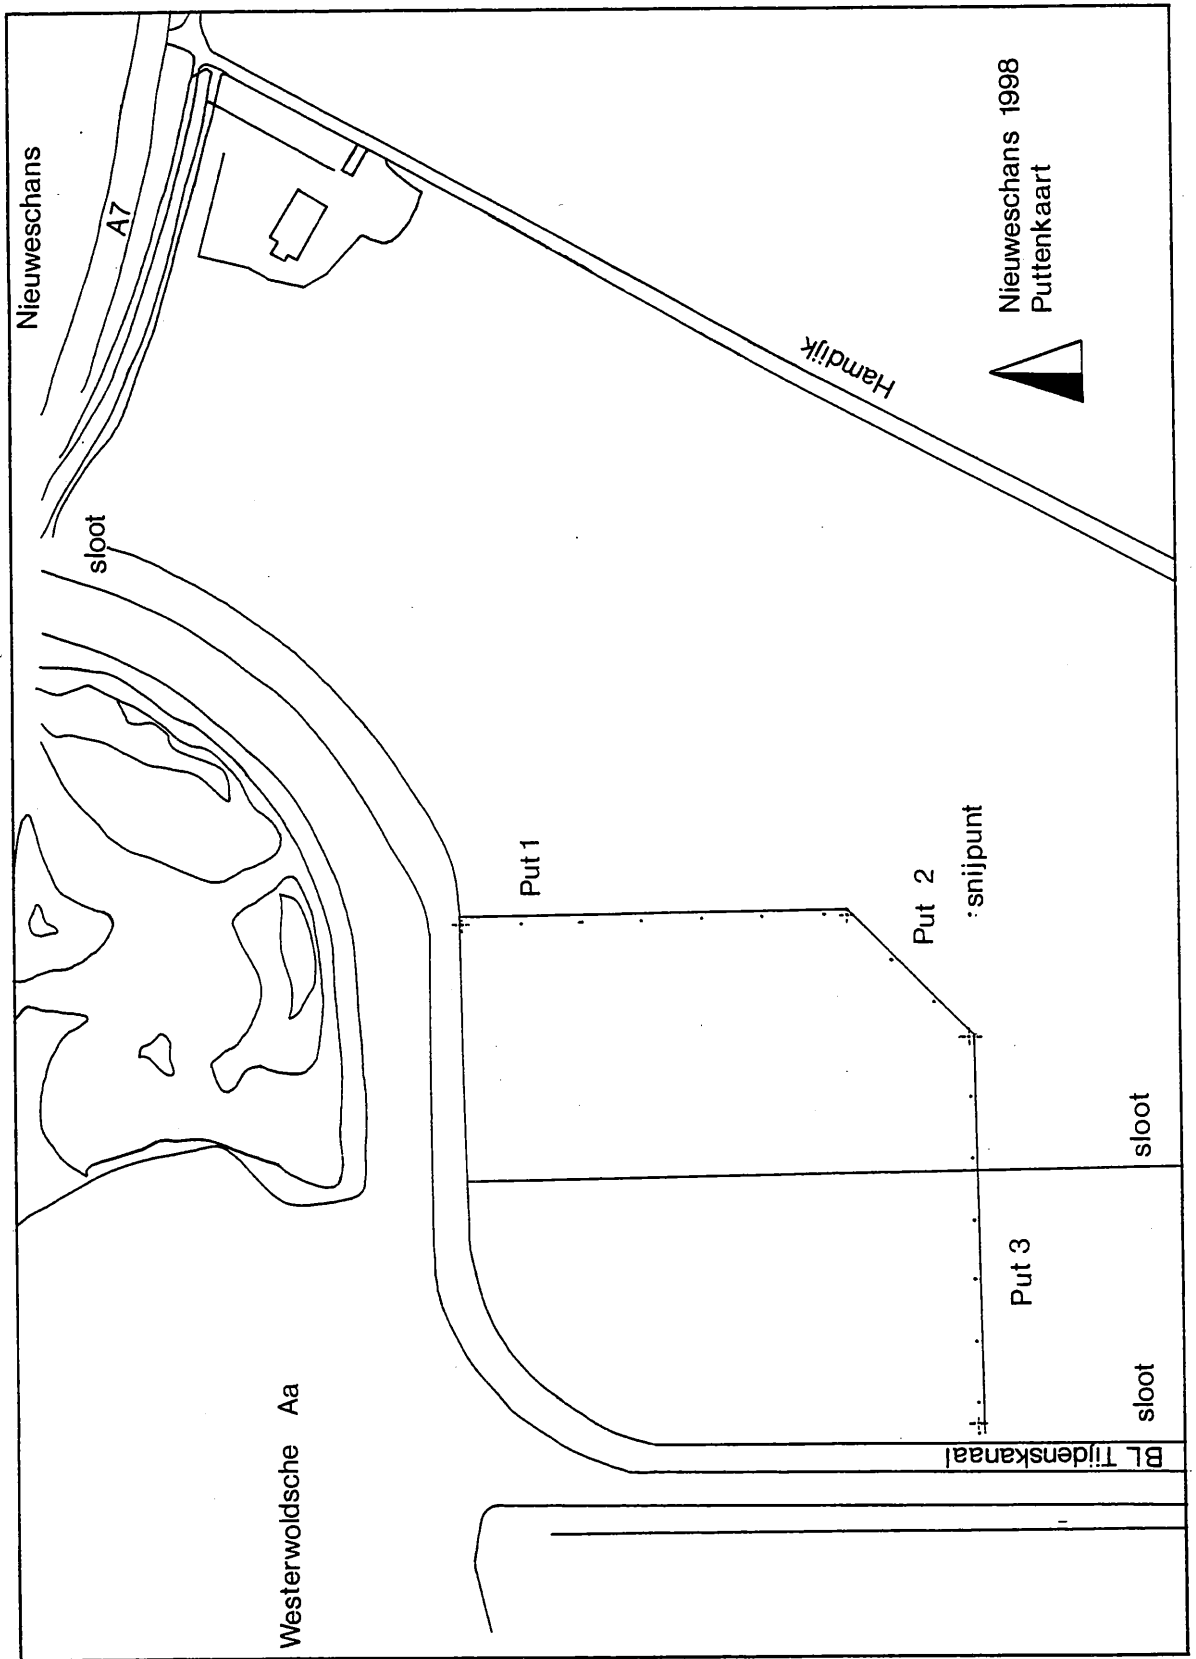 Nieuweschans
A7
sloot
Westerwoldsche Aa
Put 1
Put 2
snijpunt
Put 3
Hamdijk
BL Tijdenskanaal
sloot
sloot
Nieuweschans 1998
Puttenkaart